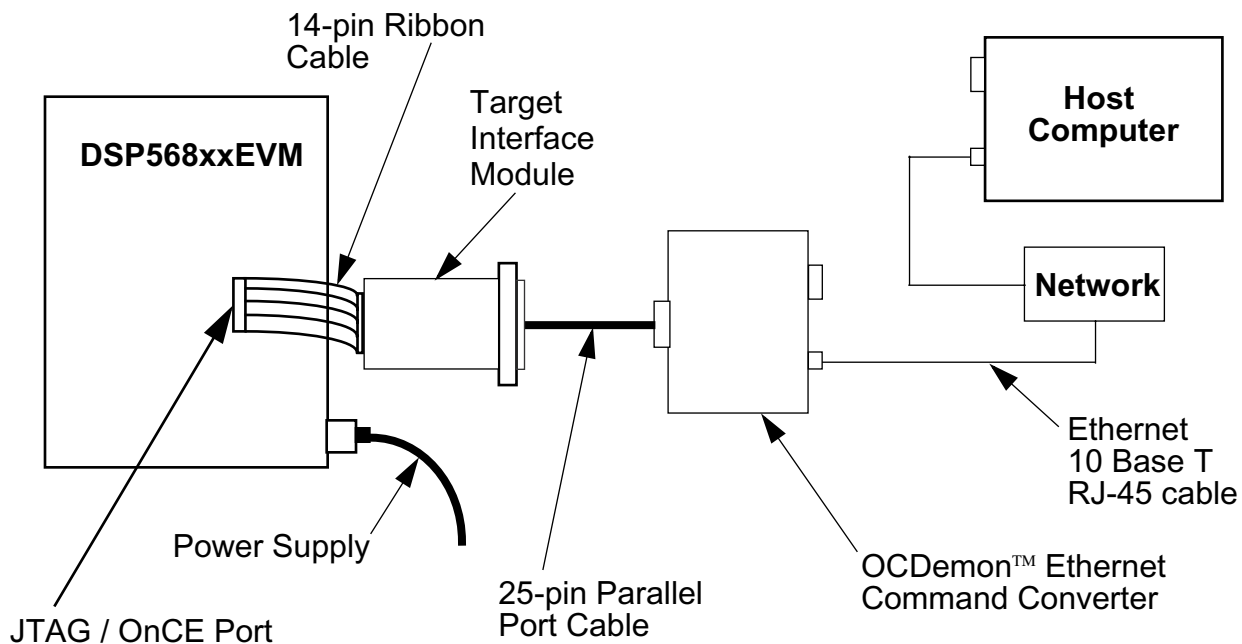 14-pin Ribbon
Cable
Target
Interface
Module
Host
Computer
DSP568xxEVM
Network
Ethernet
10 Base T
RJ-45 cable
Power Supply
25-pin Parallel
Port Cable
OCDemon™ Ethernet
Command Converter
JTAG / OnCE Port